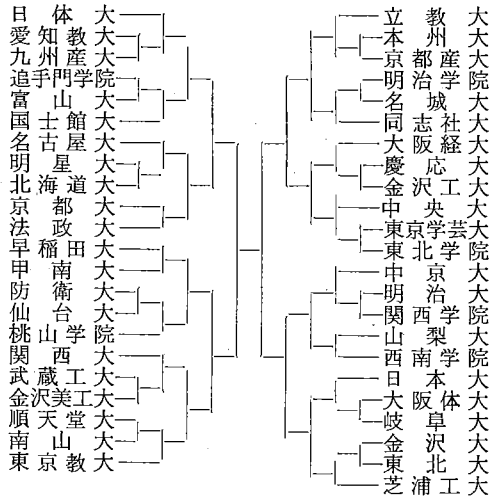 日体大
愛知教大
九州産大
追手門学院
富山大
国士館大
名古屋大
明星大
北海道大
京都大
法政大
早稲田大
甲南大
防衛大
仙台大
桃山学院
関西大
武蔵工大
金沢美工大
順天堂大
南山大
東京教大
立教大
本州大
京都産大
明治学院
名城大
同志社大
大阪経大
慶応大
金沢工大
中央大
東京学芸大
東北学院
中京大
明治大
関西学院
山梨大
西南学院
日本大
大阪体大
岐阜大
金沢大
東北大
芝浦工大